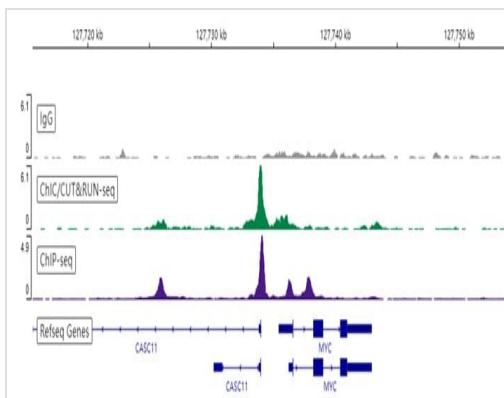 127,720 kb 127,730 kb 127,740 kb 127,750 kb
6.1
IgG
0
6.1
ChIC/CUT&RUN-seq
0
4.9
ChIP-seq
0
Refseq Genes
CASC11 MYC
CASC11 MYC